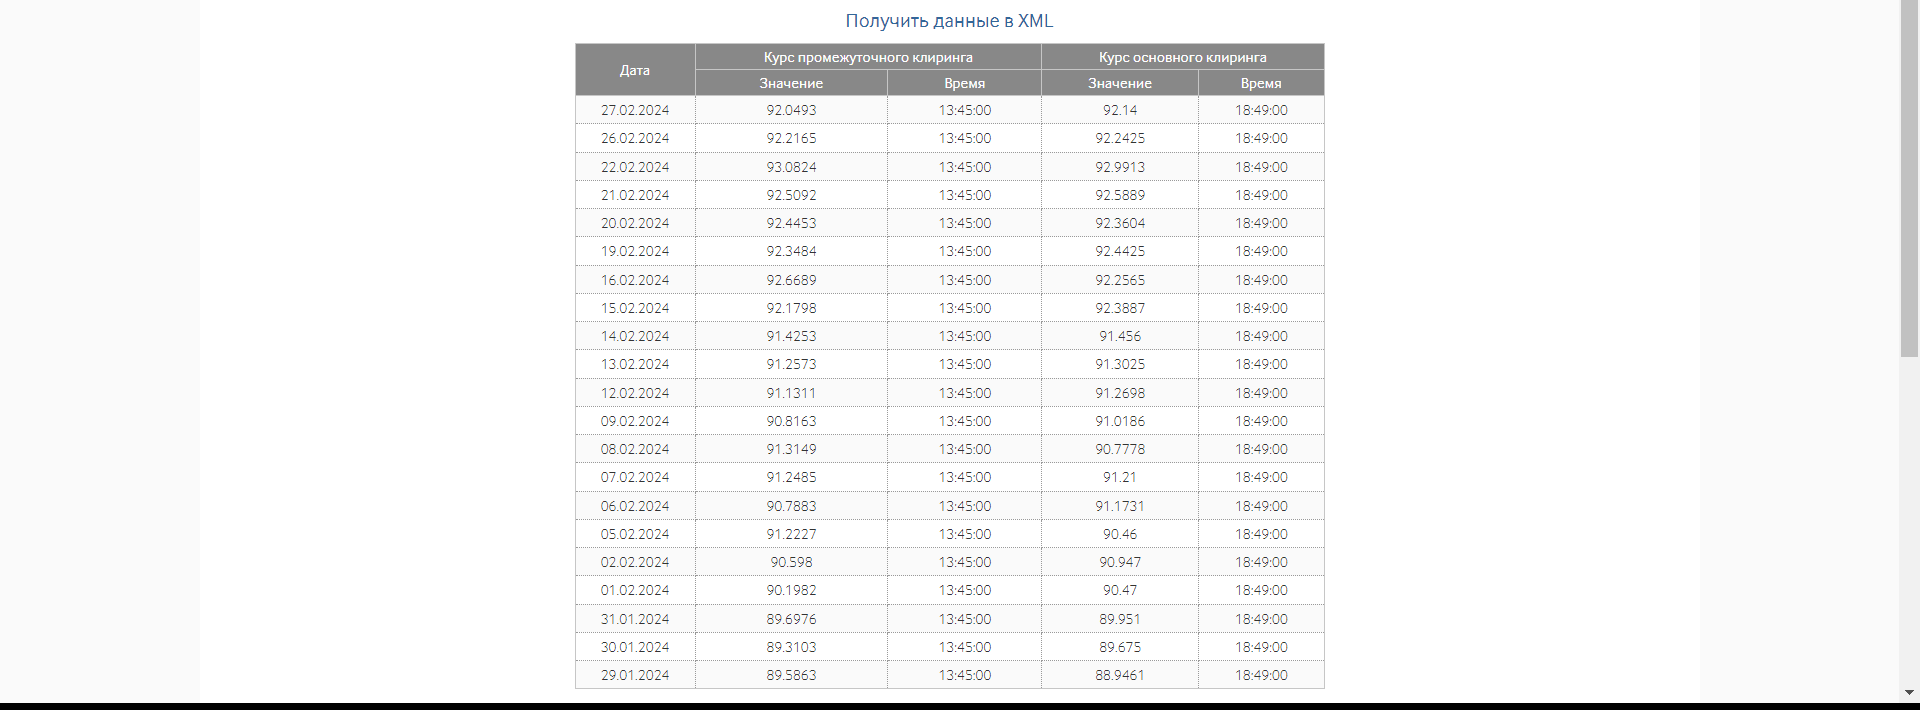 Получить данные в XML
Дата Курс промежуточного клиринга Курс основного клиринга
Значение Время Значение Время
27.02.2024 92.0493 13:45:00 92.14 18:49:00
26.02.2024 92.2165 13:45:00 92.2425 18:49:00
22.02.2024 93.0824 13:45:00 92.9913 18:49:00
21.02.2024 92.5092 13:45:00 92.5889 18:49:00
20.02.2024 92.4453 13:45:00 92.3604 18:49:00
19.02.2024 92.3484 13:45:00 92.4425 18:49:00
16.02.2024 92.6689 13:45:00 92.2565 18:49:00
15.02.2024 92.1798 13:45:00 92.3887 18:49:00
14.02.2024 91.4253 13:45:00 91.456 18:49:00
13.02.2024 91.2573 13:45:00 91.3025 18:49:00
12.02.2024 91.1311 13:45:00 91.2698 18:49:00
09.02.2024 90.8163 13:45:00 91.0186 18:49:00
08.02.2024 91.3149 13:45:00 90.7778 18:49:00
07.02.2024 91.2485 13:45:00 91.21 18:49:00
06.02.2024 90.7883 13:45:00 91.1731 18:49:00
05.02.2024 91.2227 13:45:00 90.46 18:49:00
02.02.2024 90.598 13:45:00 90.947 18:49:00
01.02.2024 90.1982 13:45:00 90.47 18:49:00
31.01.2024 89.6976 13:45:00 89.951 18:49:00
30.01.2024 89.3103 13:45:00 89.675 18:49:00
29.01.2024 89.5863 13:45:00 88.9461 18:49:00